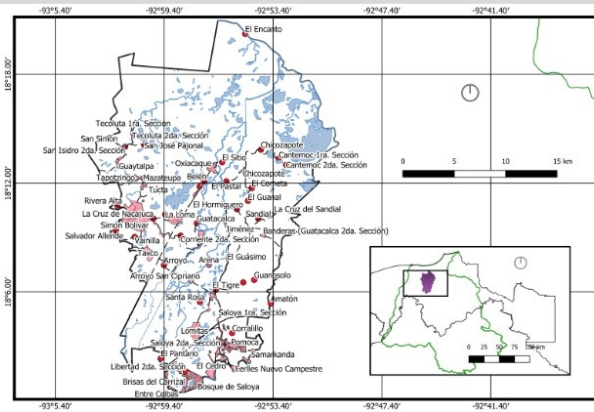 -93°5.40' -92°59.40' -92°53.40' -92°47.40' -92°41.40'
18°18.00'
18°12.00'
18°6.00'
El Encanto
Tecoluta 1ra. Sección
Tecoluta 2da. Sección
San Simón
San José Pajonal
San Isidro 2da. Sección
Guaytalpa
Oxiacaque
El Sitio
Chicozapote
Cantemoc 1ra. Sección
Cantemoc 2da. Sección
Tapotzingo
Mazateupa
Belén
Chicozapote
Tucta
El Pastal
El Cometa
Rivera Alta
El Guanal
La Cruz de Nacajuca
La Loma
El Hormiguero
Sandial
La Cruz del Sandial
Simón Bolívar
Guatacalca
Salvador Allende
Vainilla
Corriente 2da. Sección
Jiménez
Banderas (Guatacalca 2da. Sección)
Taxco
Arroyo
Arena
El Guásimo
Arroyo San Cipriano
Guansolo
El Tigre
Santa Rosa
Amatón
Saloya 1ra. Sección
Lomitas
Corralillo
Saloya 2da. Sección
Pomoca
El Pantano
Samarkanda
Libertad 2da. Sección
El Cedro
Eerlles Nuevo Campestre
Brisas del Carrizal
Bosque de Saloya
Entre Ceibas
0 5 10 15 km
0 25 50 75 100 km
-93°5.40' -92°59.40' -92°53.40' -92°47.40' -92°41.40'